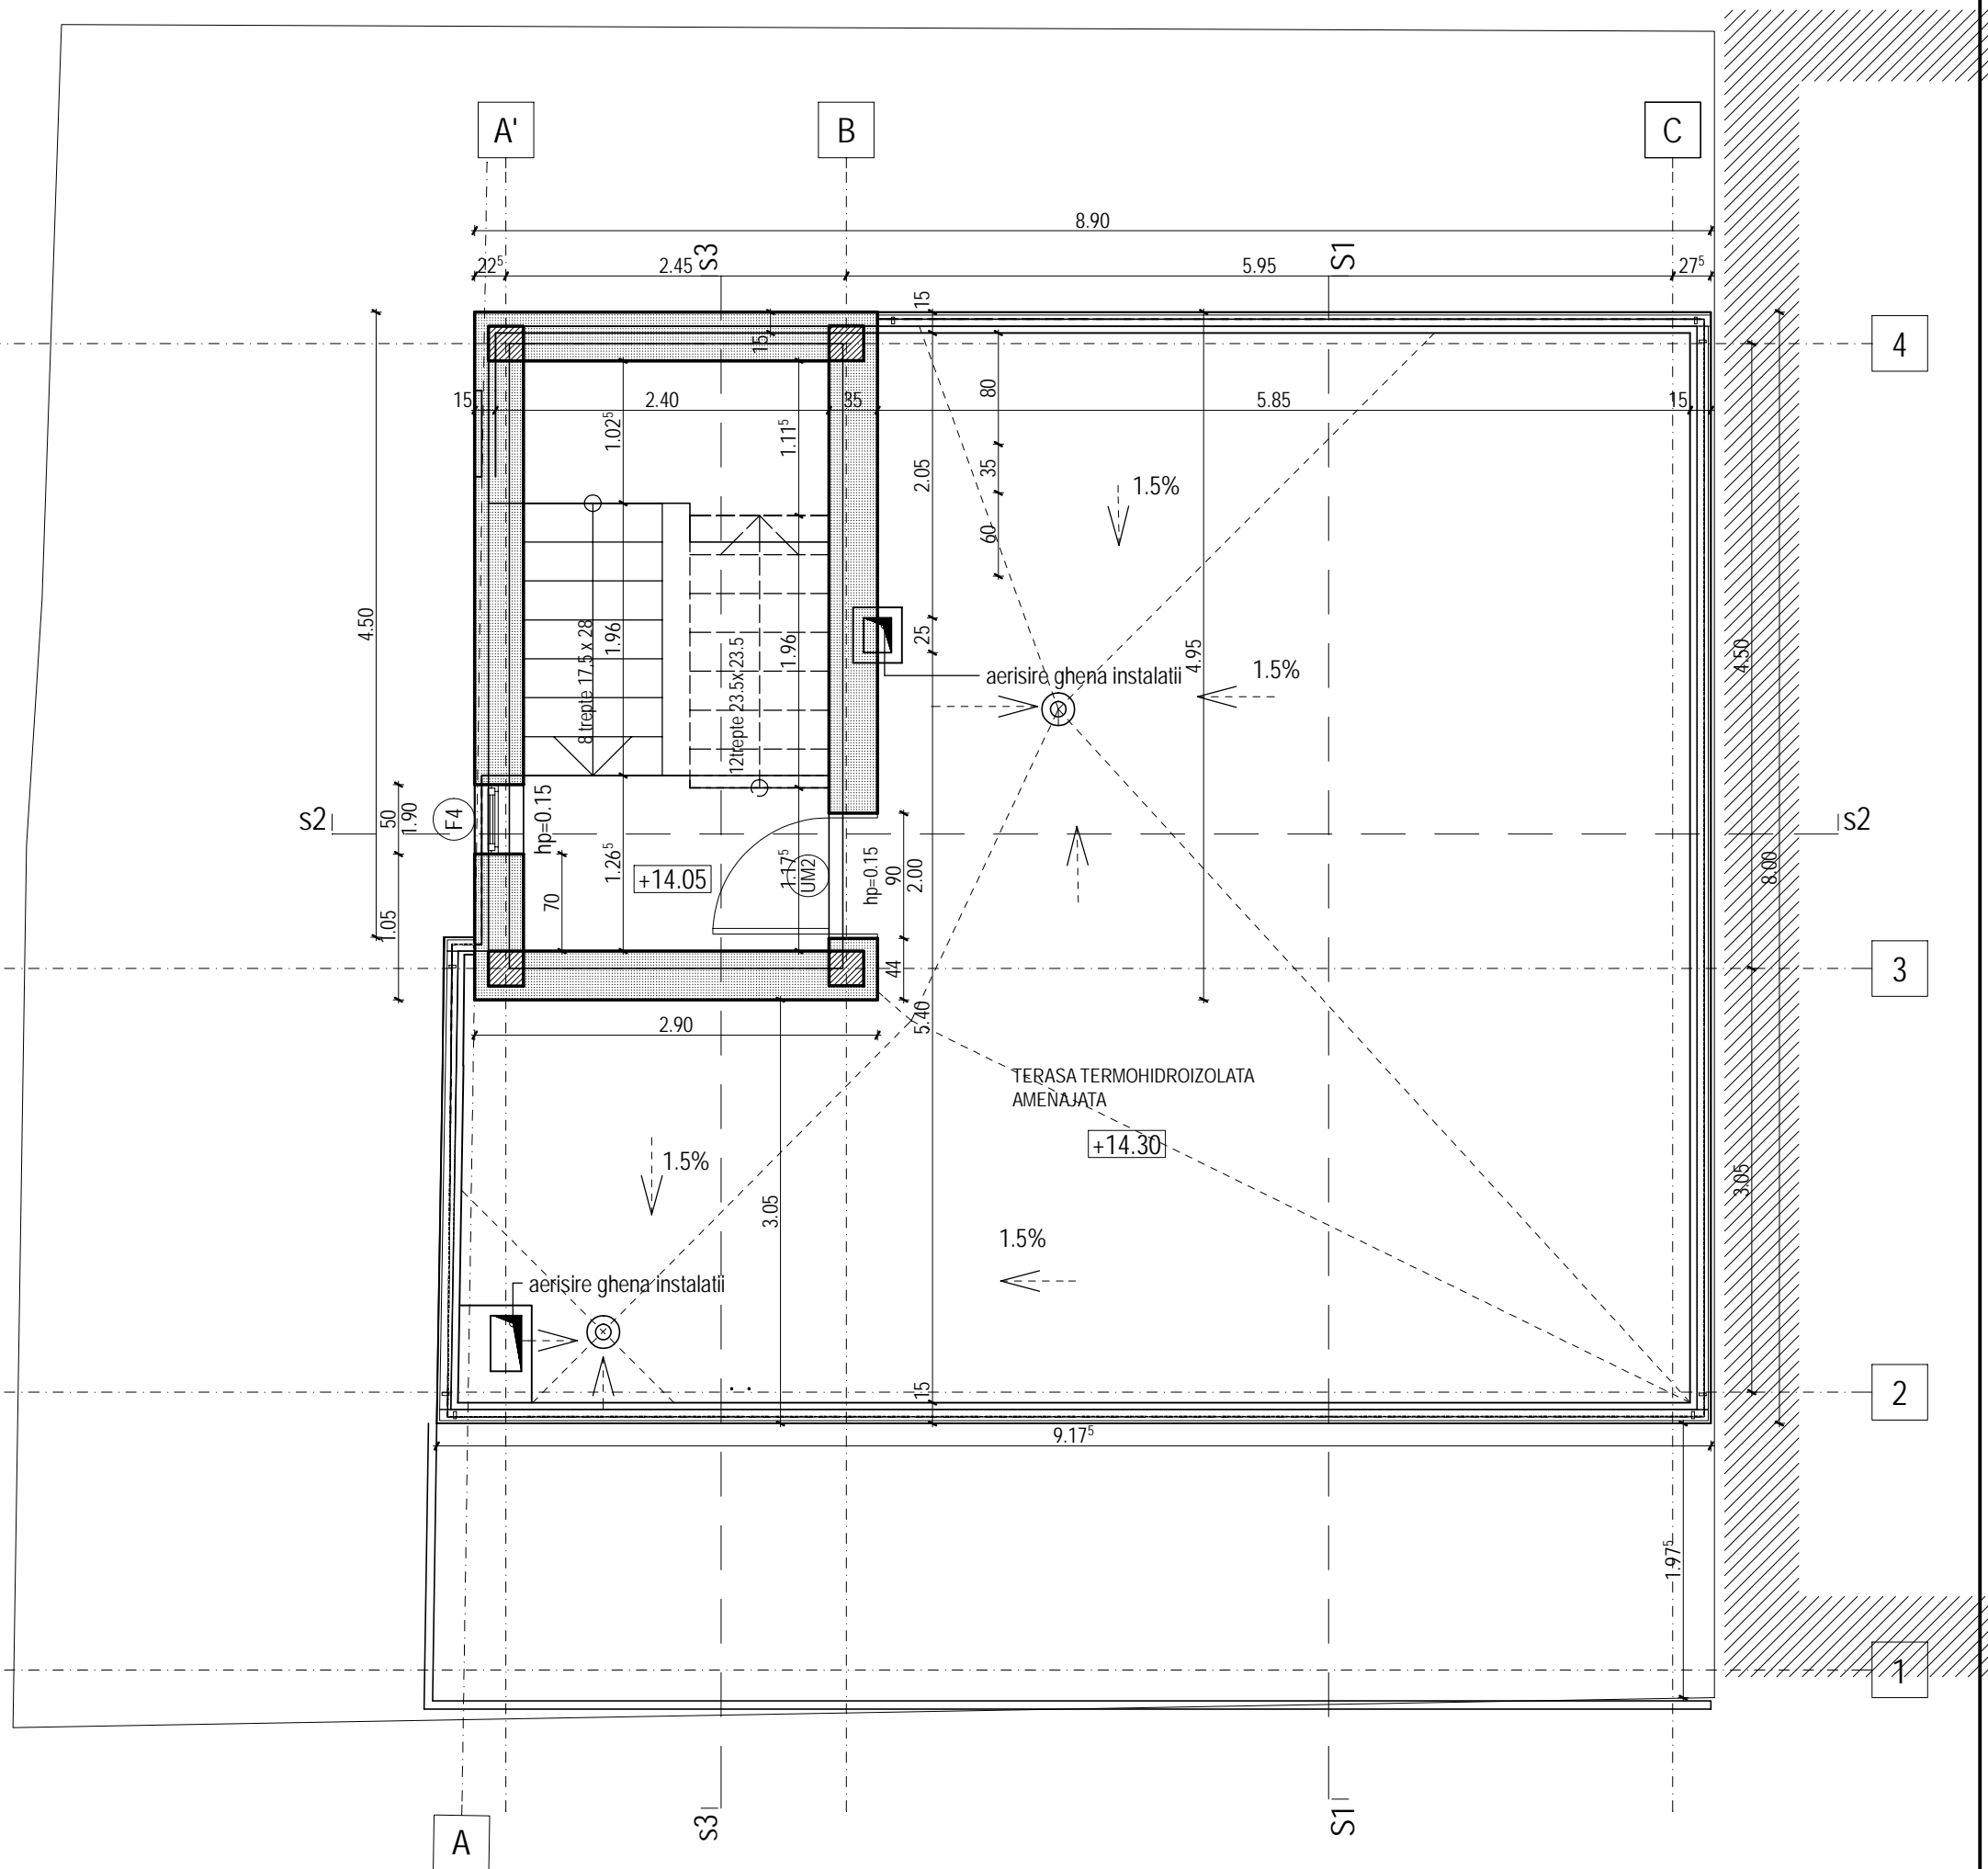 A'
B
C
8.90
s3
S1
22⁵
2.45
5.95
27⁵
15
4
15
15
2.40
35
5.85
15
80
1.02⁵
1.11⁵
2.05
35
1.5%
60
4.50
8 trepte 17.5 x 28
1.96
12trepte 23.5x23.5
1.96
25
4.95
4.50
aerisire ghena instalatii
1.5%
s2
50
1.90
F4
hp=0.15
s2
1.26⁵
+14.05
1.17⁵
UM2
hp=0.15
90
2.00
8.00
70
1.05
44
3
2.90
5.40
TERASA TERMOHIDROIZOLATA
AMENAJATA
+14.30
1.5%
3.05
3.05
1.5%
aerisire ghena instalatii
15
2
9.17⁵
1.97⁵
1
s3
S1
A